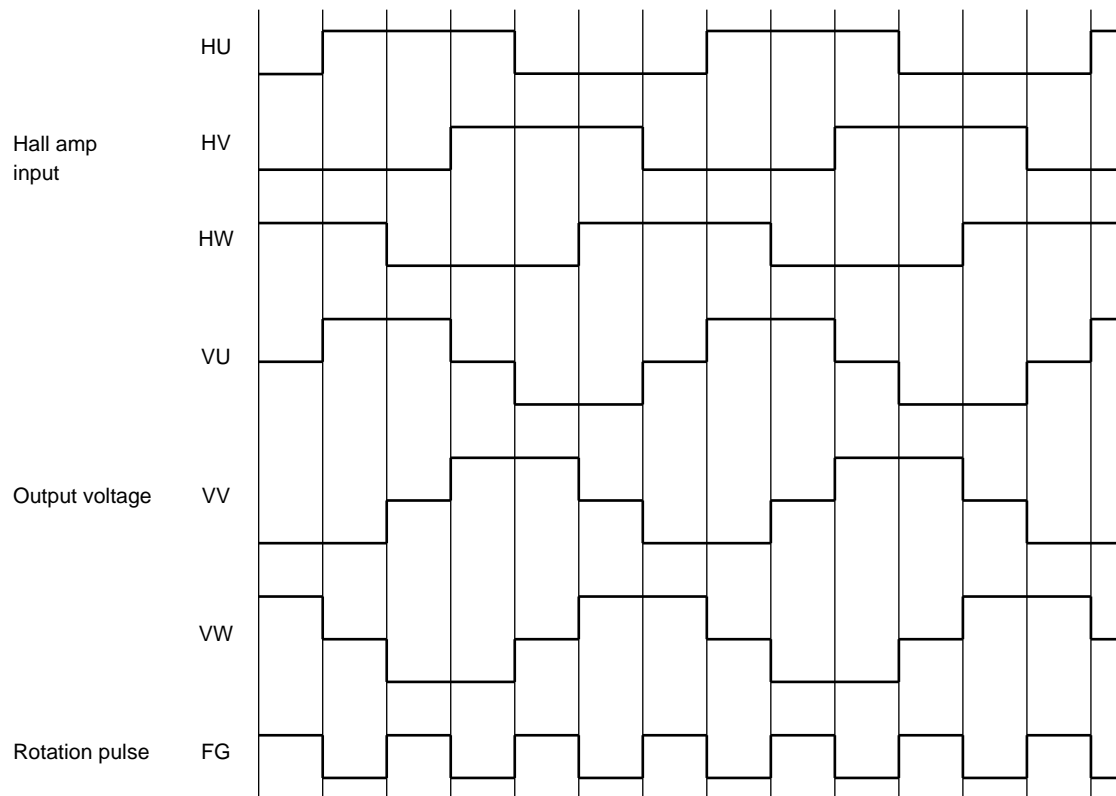 HU
Hall amp
input
HV
HW
VU
Output voltage
VV
VW
Rotation pulse
FG